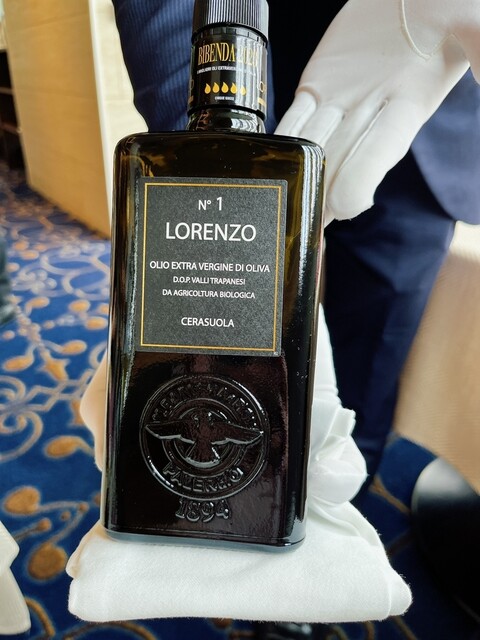 BIBENDA
N° 1
LORENZO
OLIO EXTRA VERGINE DI OLIVA
D.O.P. VALLI TRAPANESI
DA AGRICOLTURA BIOLOGICA
CERASUOLA
PALERMO
1894